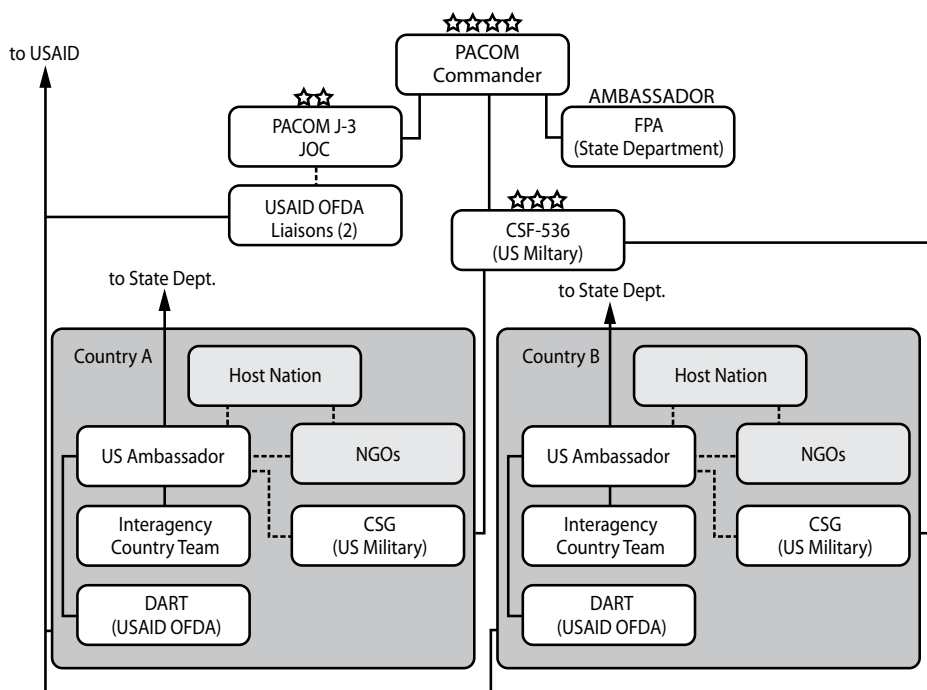 to USAID
PACOM
Commander
PACOM J-3
JOC
AMBASSADOR
FPA
(State Department)
USAID OFDA
Liaisons (2)
CSF-536
(US Miltary)
to State Dept.
to State Dept.
Country A
Host Nation
US Ambassador
NGOs
Interagency
Country Team
CSG
(US Military)
DART
(USAID OFDA)
Country B
Host Nation
US Ambassador
NGOs
Interagency
Country Team
CSG
(US Military)
DART
(USAID OFDA)